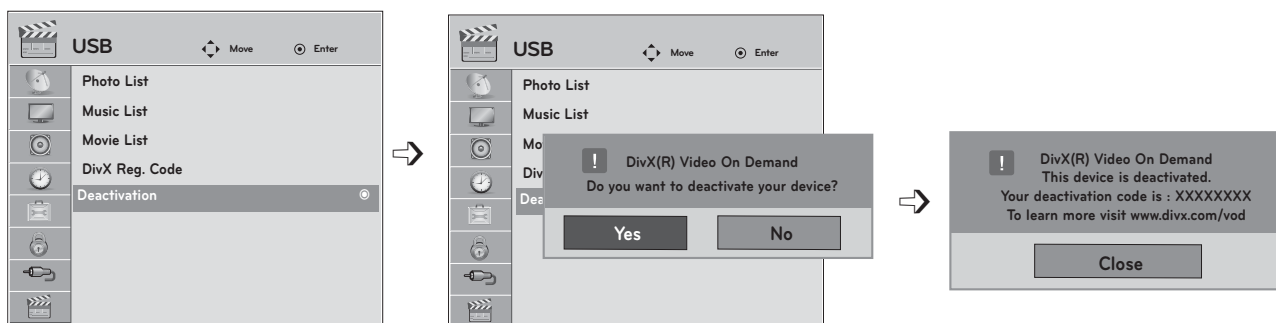 USB
Move
Enter
Photo List
Music List
Movie List
DivX Reg. Code
Deactivation
USB
Move
Enter
Photo List
Music List
Mo
Div
Dea
! DivX(R) Video On Demand
Do you want to deactivate your device?
Yes
No
! DivX(R) Video On Demand
This device is deactivated.
Your deactivation code is : XXXXXXXX
To learn more visit www.divx.com/vod
Close